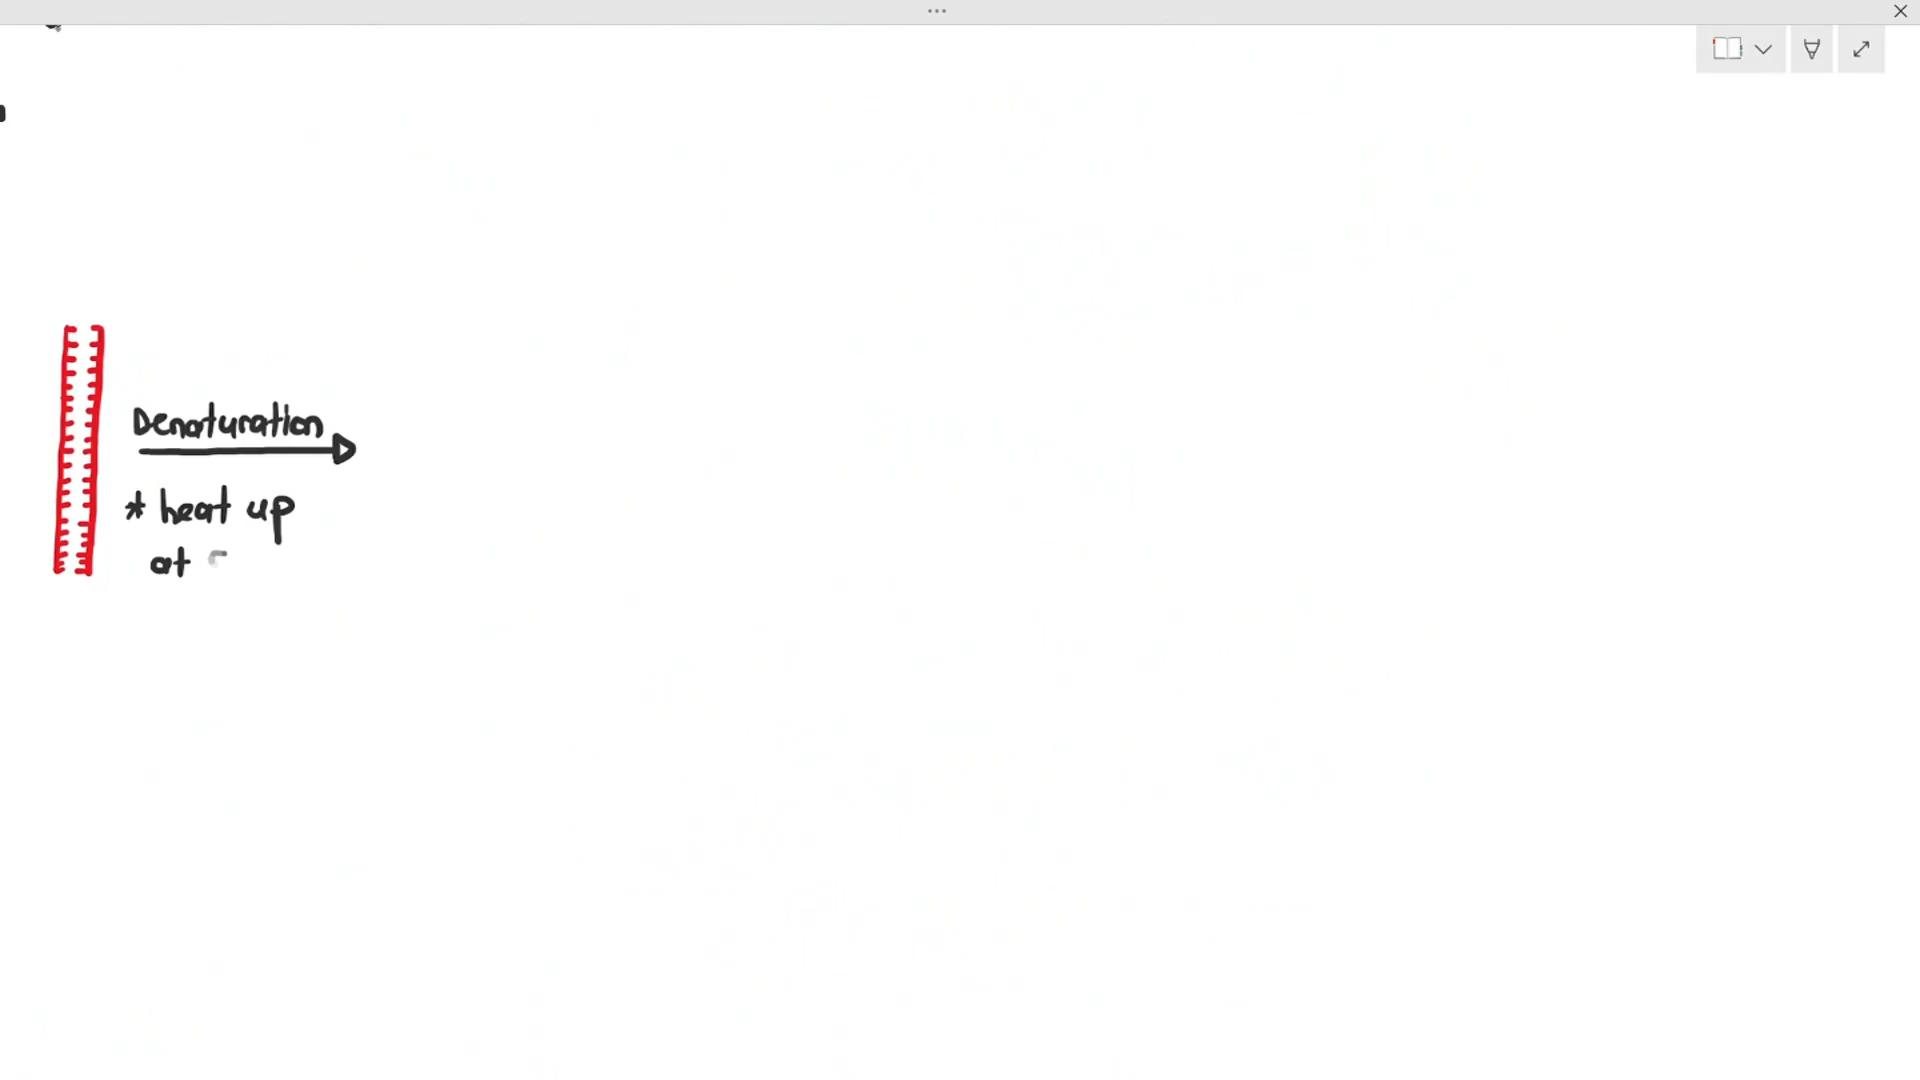 Denaturation
* heat up
at